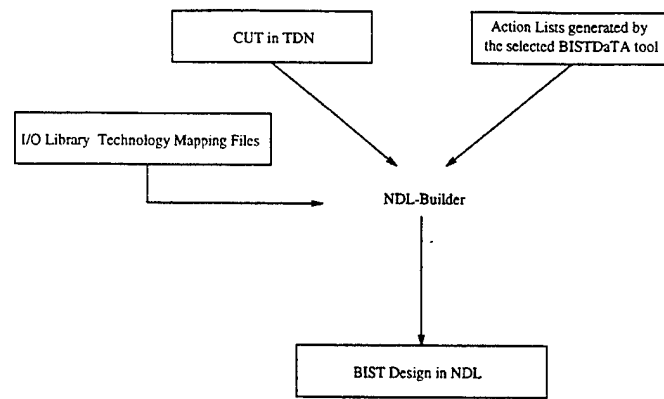 CUT in TDN
Action Lists generated by
the selected BISTDaTA tool
I/O Library Technology Mapping Files
NDL-Builder
BIST Design in NDL